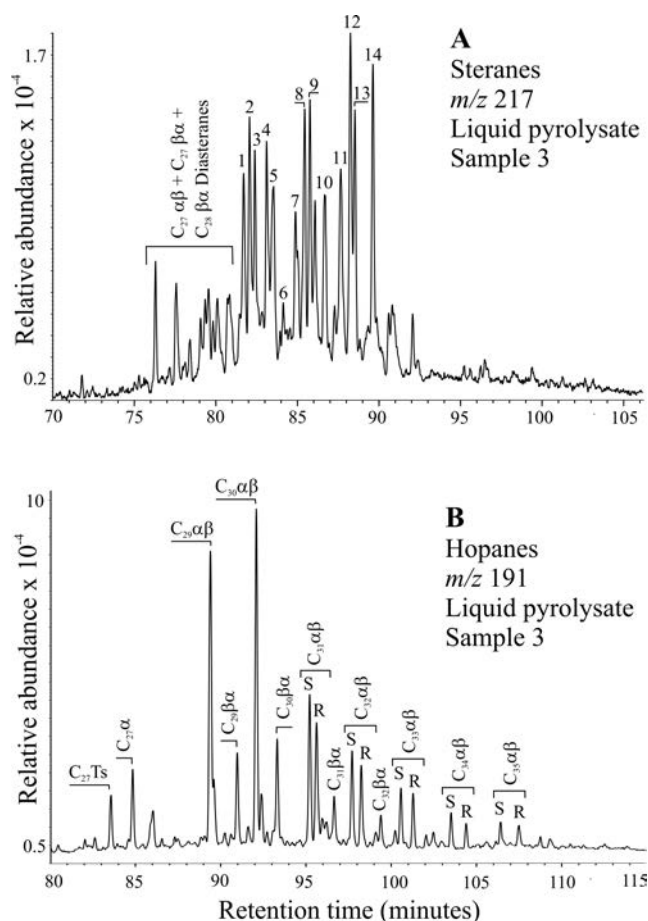 1.7
Relative abundance x 10⁻⁴
0.2
C₂₇ αβ + C₂₇ βα +
C₂₈ βα Diasteranes
1
2
3
4
5
6
7
8
9
10
11
12
13
14
A
Steranes
m/z 217
Liquid pyrolysate
Sample 3
70 75 80 85 90 95 100 105
10
Relative abundance x 10⁻⁴
0.5
C₂₇Ts
C₂₇α
C₂₉αβ
C₂₉βα
C₃₀αβ
C₃₀βα
C₃₁αβ
S R
C₃₁βα
C₃₂αβ
S R
C₃₂βα
C₃₃αβ
S R
C₃₄αβ
S R
C₃₅αβ
S R
B
Hopanes
m/z 191
Liquid pyrolysate
Sample 3
80 85 90 95 100 105 110 115
Retention time (minutes)